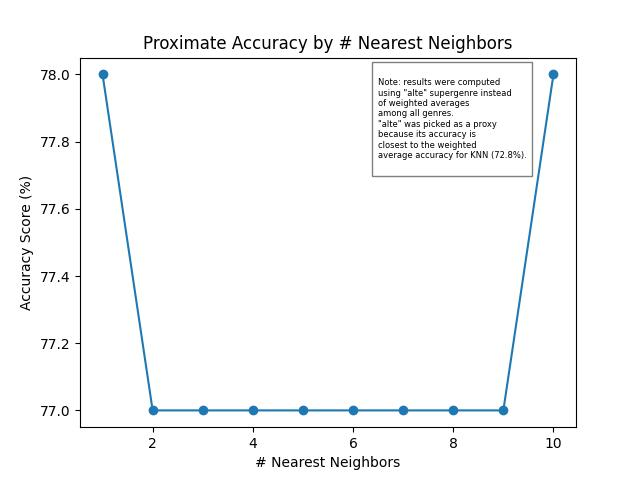 Proximate Accuracy by # Nearest Neighbors
78.0
77.8
77.6
77.4
77.2
77.0
Accuracy Score (%)
Note: results were computed
using "alte" supergenre instead
of weighted averages
among all genres.
"alte" was picked as a proxy
because its accuracy is
closest to the weighted
average accuracy for KNN (72.8%).
2 4 6 8 10
# Nearest Neighbors